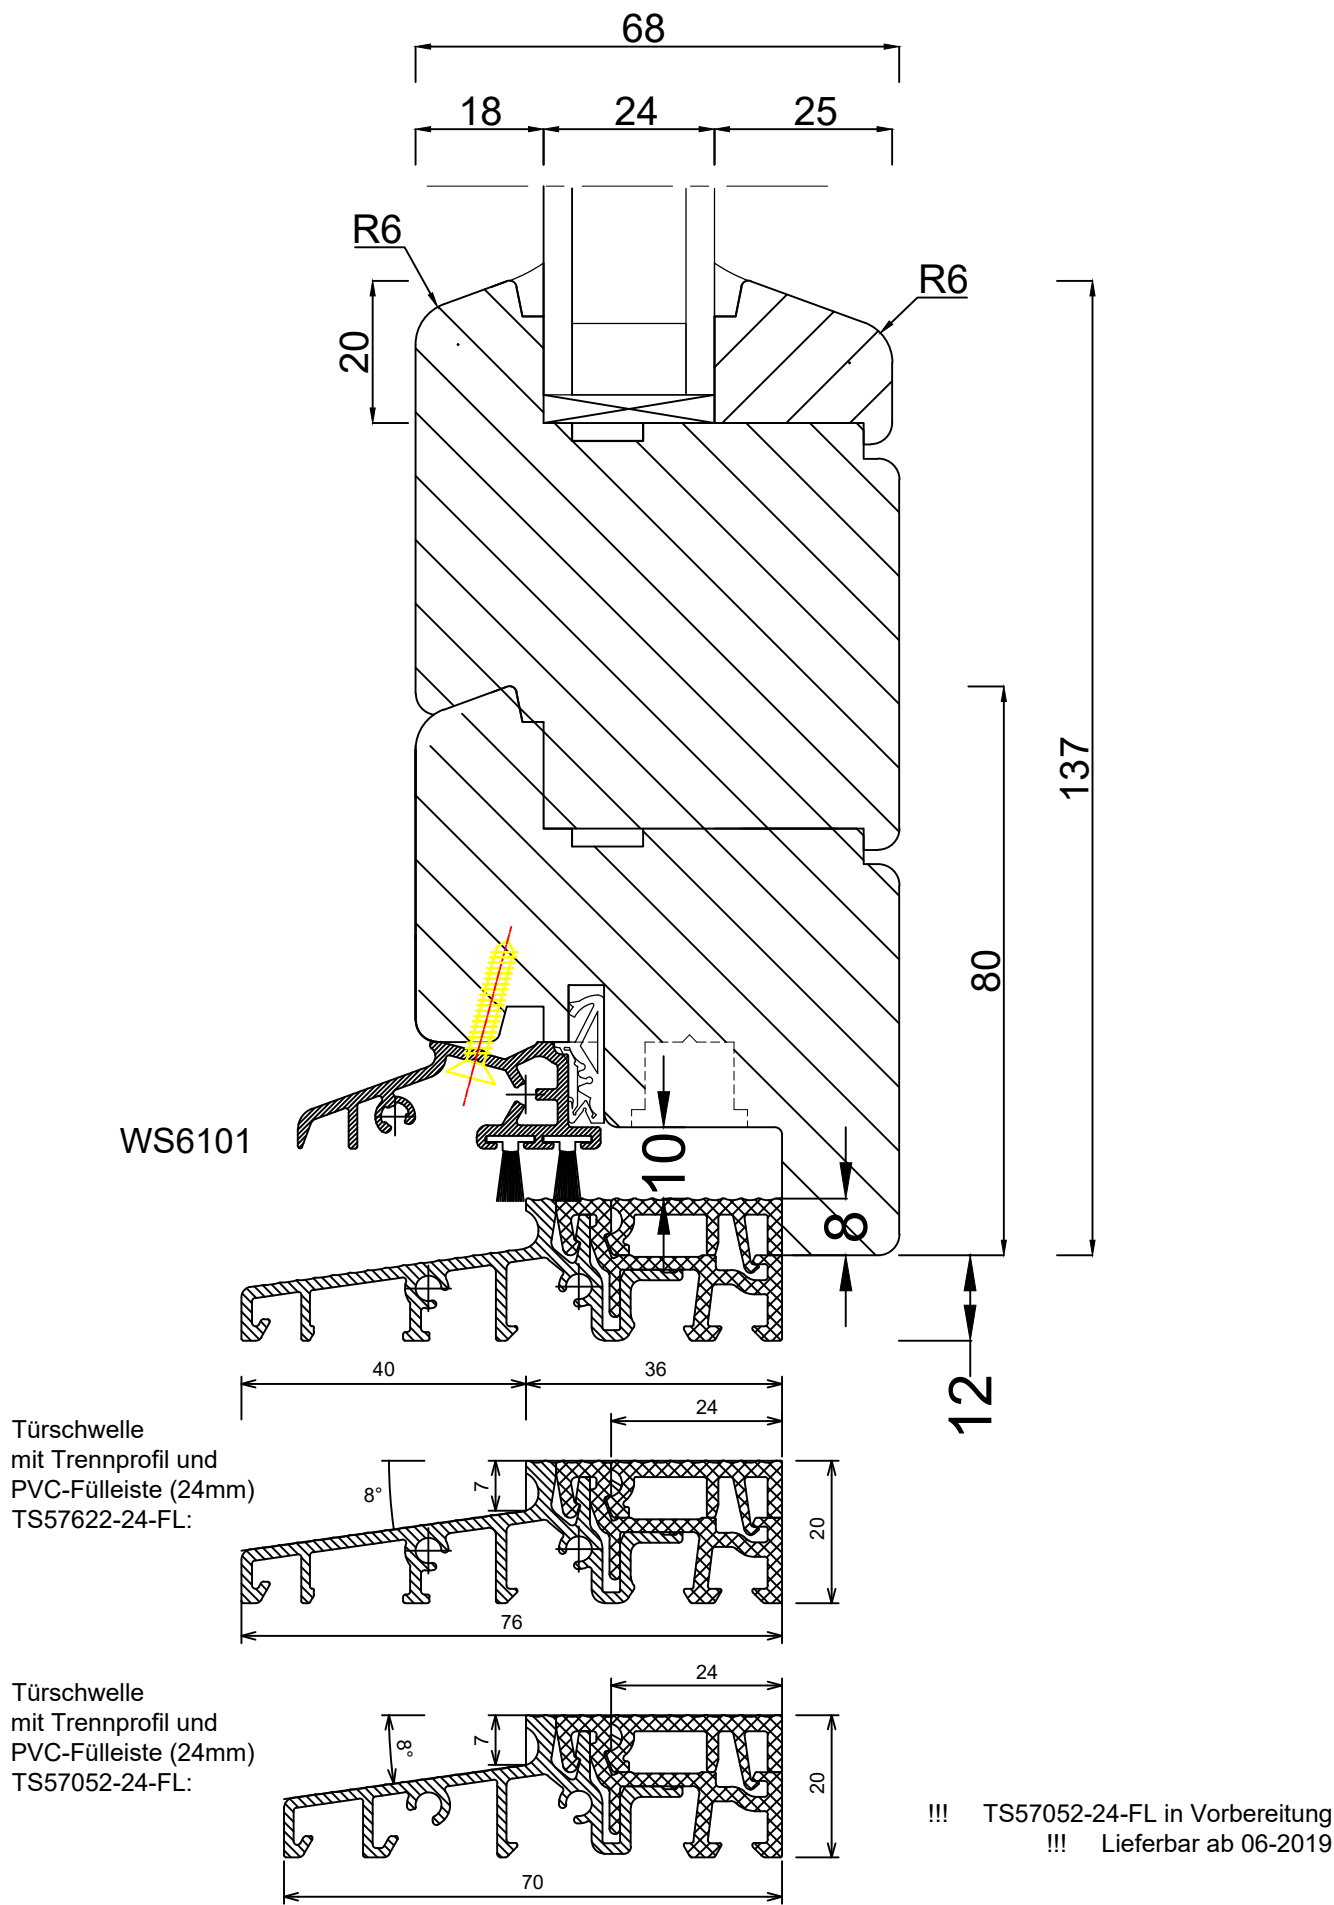 68
18
24
25
R6
R6
20
137
80
WS6101
10
8
12
40
36
24
Türschwelle
mit Trennprofil und
PVC-Fülleiste (24mm)
TS57622-24-FL:
8°
7
20
76
24
Türschwelle
mit Trennprofil und
PVC-Fülleiste (24mm)
TS57052-24-FL:
8°
7
20
70
!!! TS57052-24-FL in Vorbereitung
!!! Lieferbar ab 06-2019